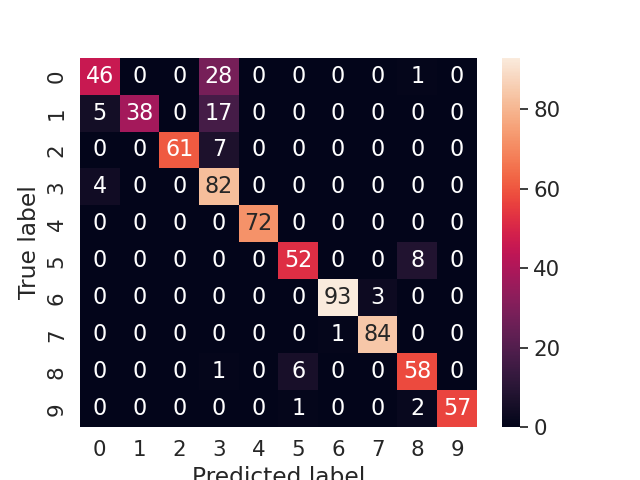 0 46 0 0 28 0 0 0 0 1 0
1 5 38 0 17 0 0 0 0 0 0
2 0 0 61 7 0 0 0 0 0 0
3 4 0 0 82 0 0 0 0 0 0
4 0 0 0 0 72 0 0 0 0 0
5 0 0 0 0 0 52 0 0 8 0
6 0 0 0 0 0 0 93 3 0 0
7 0 0 0 0 0 0 1 84 0 0
8 0 0 0 1 0 6 0 0 58 0
9 0 0 0 0 0 1 0 0 2 57
0 1 2 3 4 5 6 7 8 9
True label
Predicted label
80
60
40
20
0